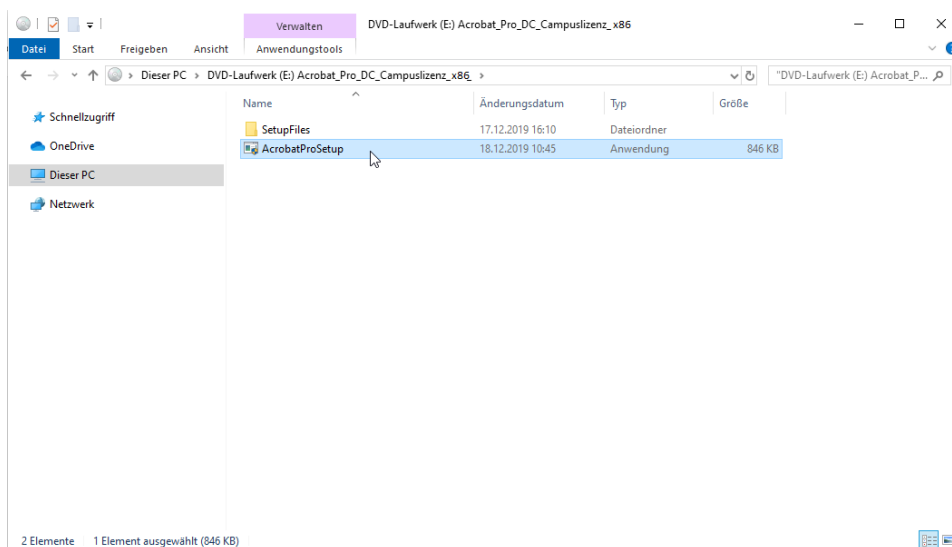 Verwalten DVD-Laufwerk (E:) Acrobat_Pro_DC_Campuslizenz_x86
Datei Start Freigeben Ansicht Anwendungstools
Dieser PC › DVD-Laufwerk (E:) Acrobat_Pro_DC_Campuslizenz_x86 › "DVD-Laufwerk (E:) Acrobat_P...
Name Änderungsdatum Typ Größe
Schnellzugriff
SetupFiles 17.12.2019 16:10 Dateiordner
OneDrive
AcrobatProSetup 18.12.2019 10:45 Anwendung 846 KB
Dieser PC
Netzwerk
2 Elemente 1 Element ausgewählt (846 KB)